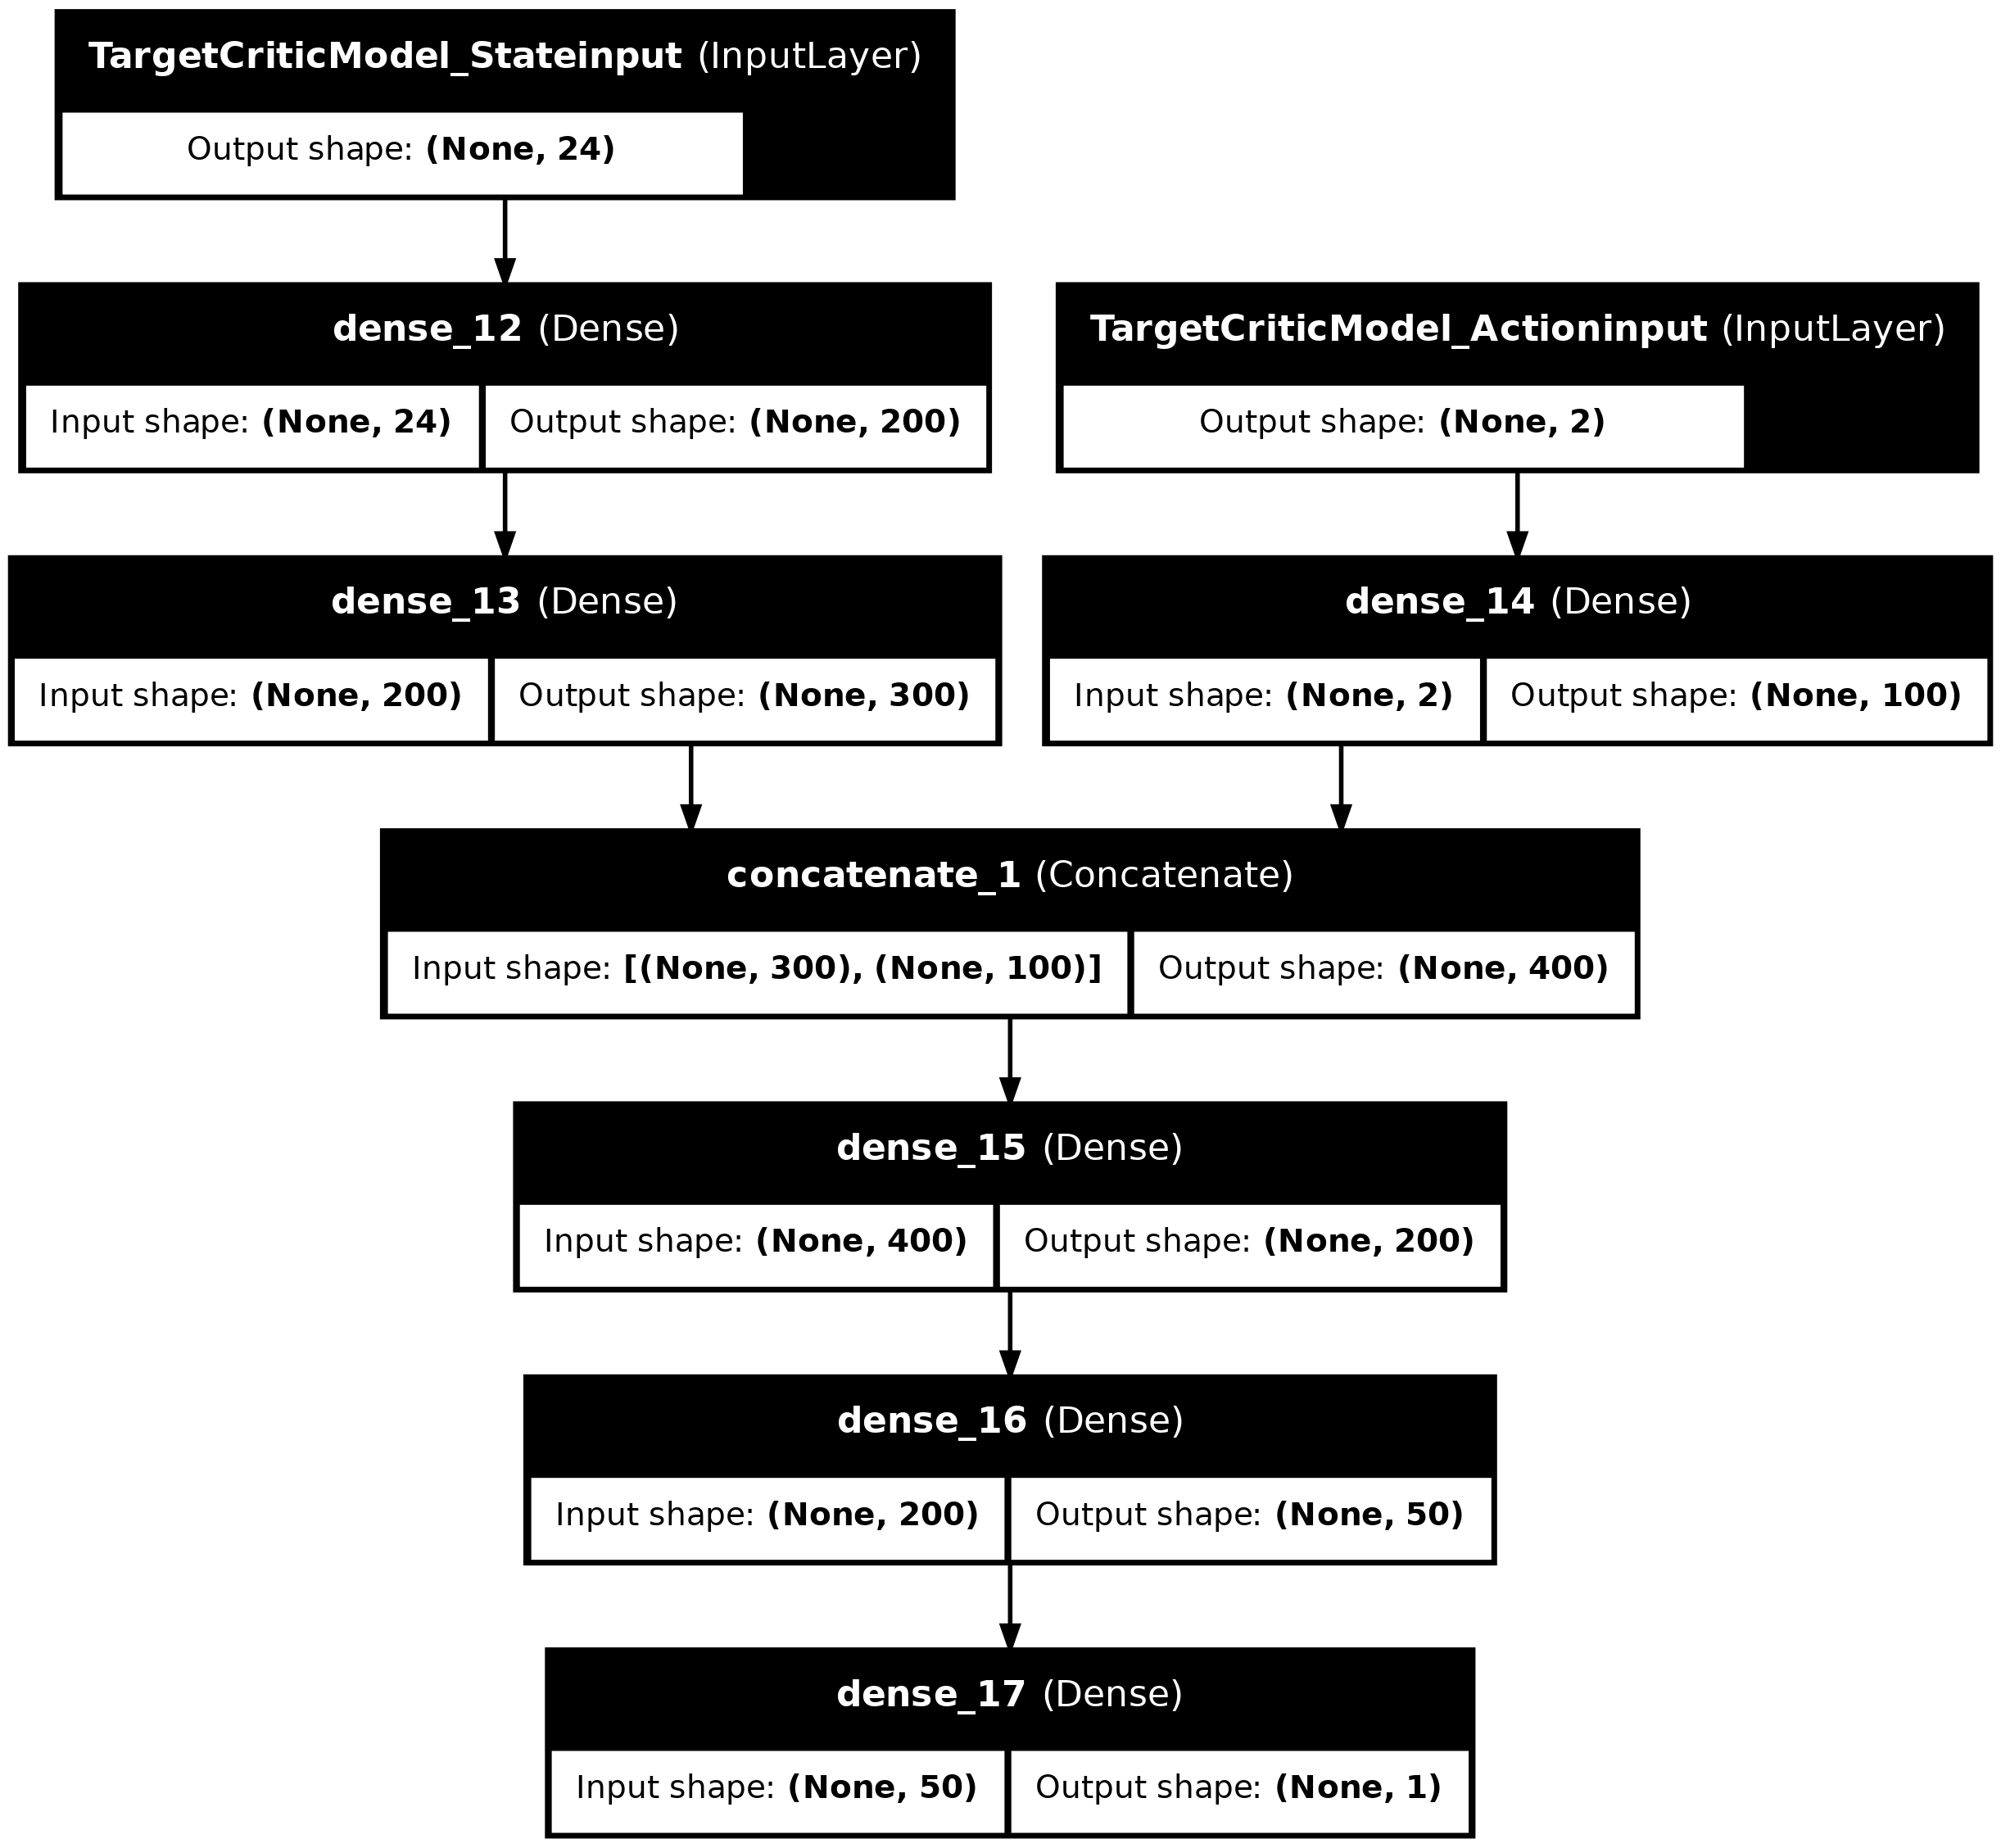 TargetCriticModel_Stateinput (InputLayer)
Output shape: (None, 24)
dense_12 (Dense)
Input shape: (None, 24) Output shape: (None, 200)
TargetCriticModel_Actioninput (InputLayer)
Output shape: (None, 2)
dense_13 (Dense)
Input shape: (None, 200) Output shape: (None, 300)
dense_14 (Dense)
Input shape: (None, 2) Output shape: (None, 100)
concatenate_1 (Concatenate)
Input shape: [(None, 300), (None, 100)] Output shape: (None, 400)
dense_15 (Dense)
Input shape: (None, 400) Output shape: (None, 200)
dense_16 (Dense)
Input shape: (None, 200) Output shape: (None, 50)
dense_17 (Dense)
Input shape: (None, 50) Output shape: (None, 1)